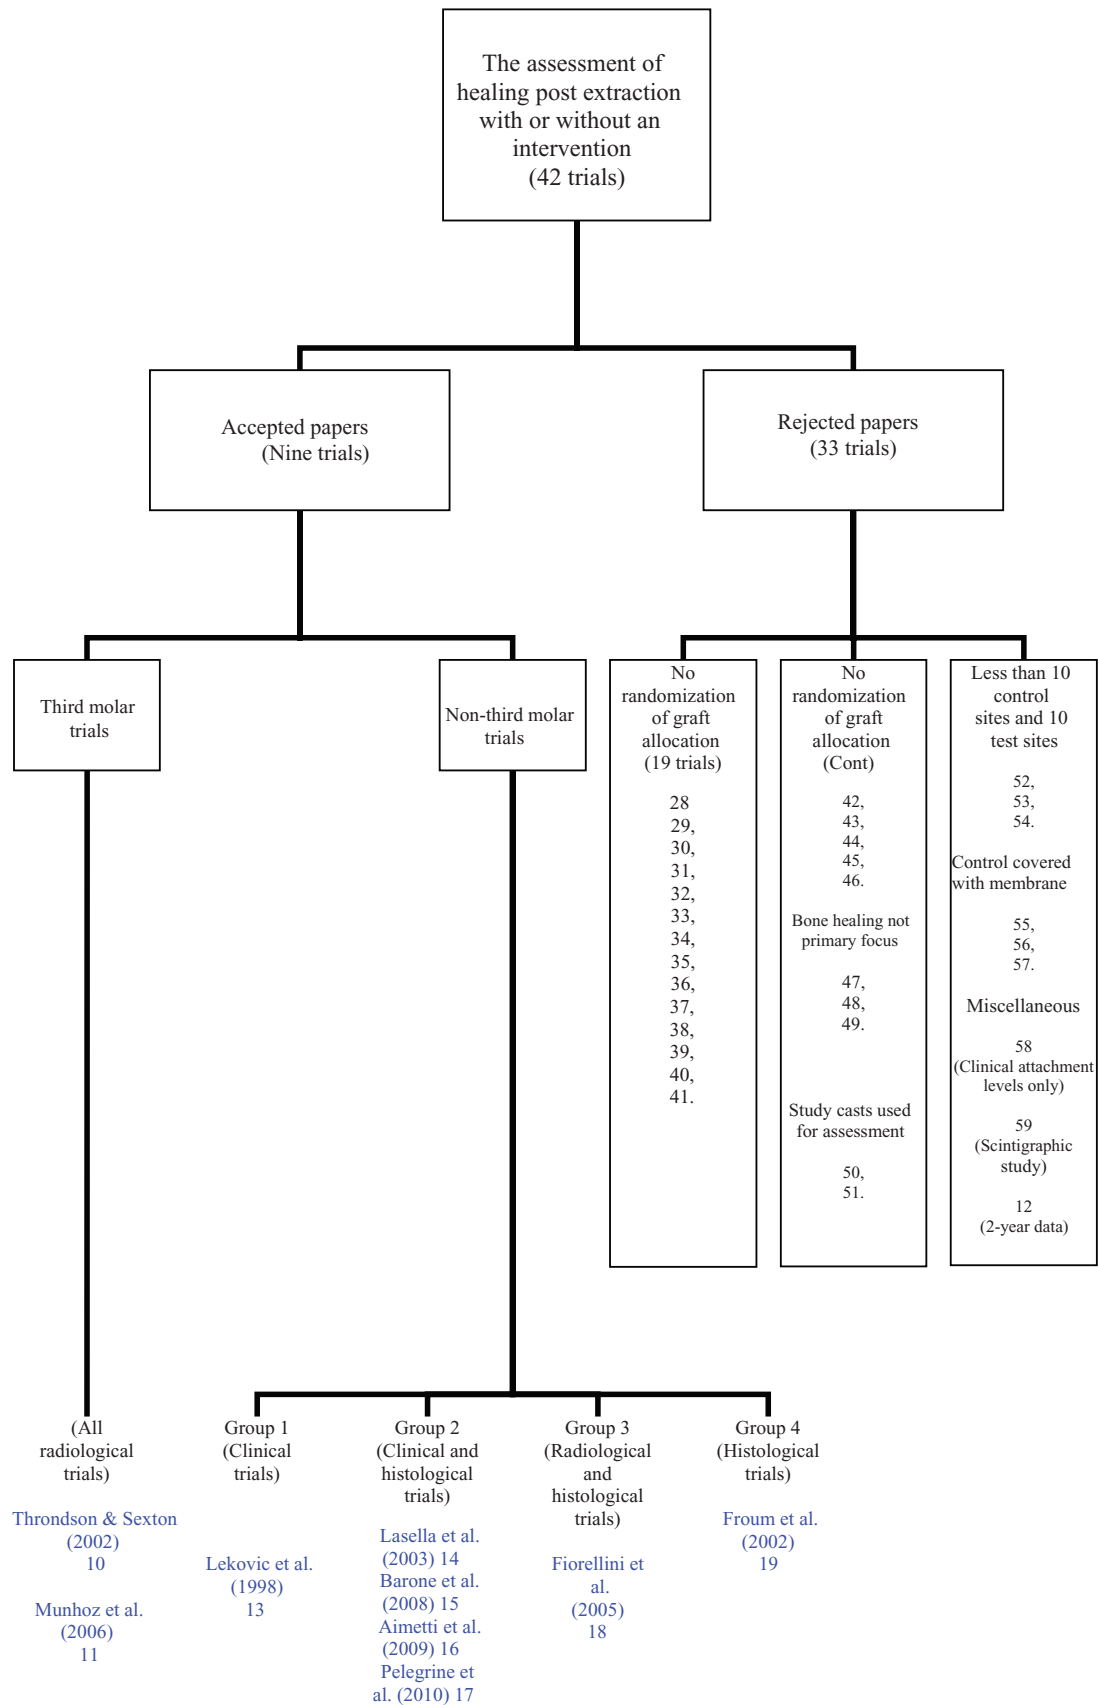 The assessment of
healing post extraction
with or without an
intervention
(42 trials)
Accepted papers
(Nine trials)
Rejected papers
(33 trials)
Third molar
trials
Non-third molar
trials
No
randomization
of graft
allocation
(19 trials)
28
29,
30,
31,
32,
33,
34,
35,
36,
37,
38,
39,
40,
41.
No
randomization
of graft
allocation
(Cont)
42,
43,
44,
45,
46.
Bone healing not
primary focus
47,
48,
49.
Study casts used
for assessment
50,
51.
Less than 10
control
sites and 10
test sites
52,
53,
54.
Control covered
with membrane
55,
56,
57.
Miscellaneous
58
(Clinical attachment
levels only)
59
(Scintigraphic
study)
12
(2-year data)
(All
radiological
trials)
Throndson & Sexton
(2002)
10
Munhoz et al.
(2006)
11
Group 1
(Clinical
trials)
Lekovic et al.
(1998)
13
Group 2
(Clinical and
histological
trials)
Lasella et al.
(2003) 14
Barone et al.
(2008) 15
Aimetti et al.
(2009) 16
Pelegrine et
al. (2010) 17
Group 3
(Radiological
and
histological
trials)
Fiorellini et
al.
(2005)
18
Group 4
(Histological
trials)
Froum et al.
(2002)
19